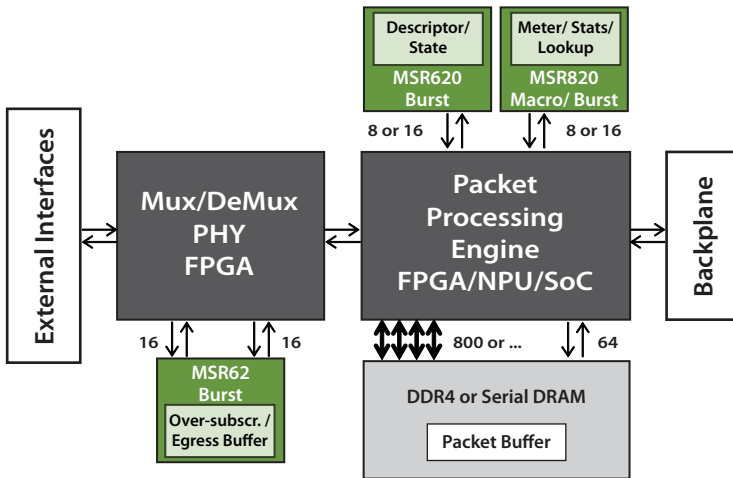 Descriptor/
State
MSR620
Burst
Meter/ Stats/
Lookup
MSR820
Macro/ Burst
8 or 16
8 or 16
External Interfaces
Mux/DeMux
PHY
FPGA
Packet
Processing
Engine
FPGA/NPU/SoC
Backplane
16
16
MSR62
Burst
Over-subscr. /
Egress Buffer
800 or ...
64
DDR4 or Serial DRAM
Packet Buffer